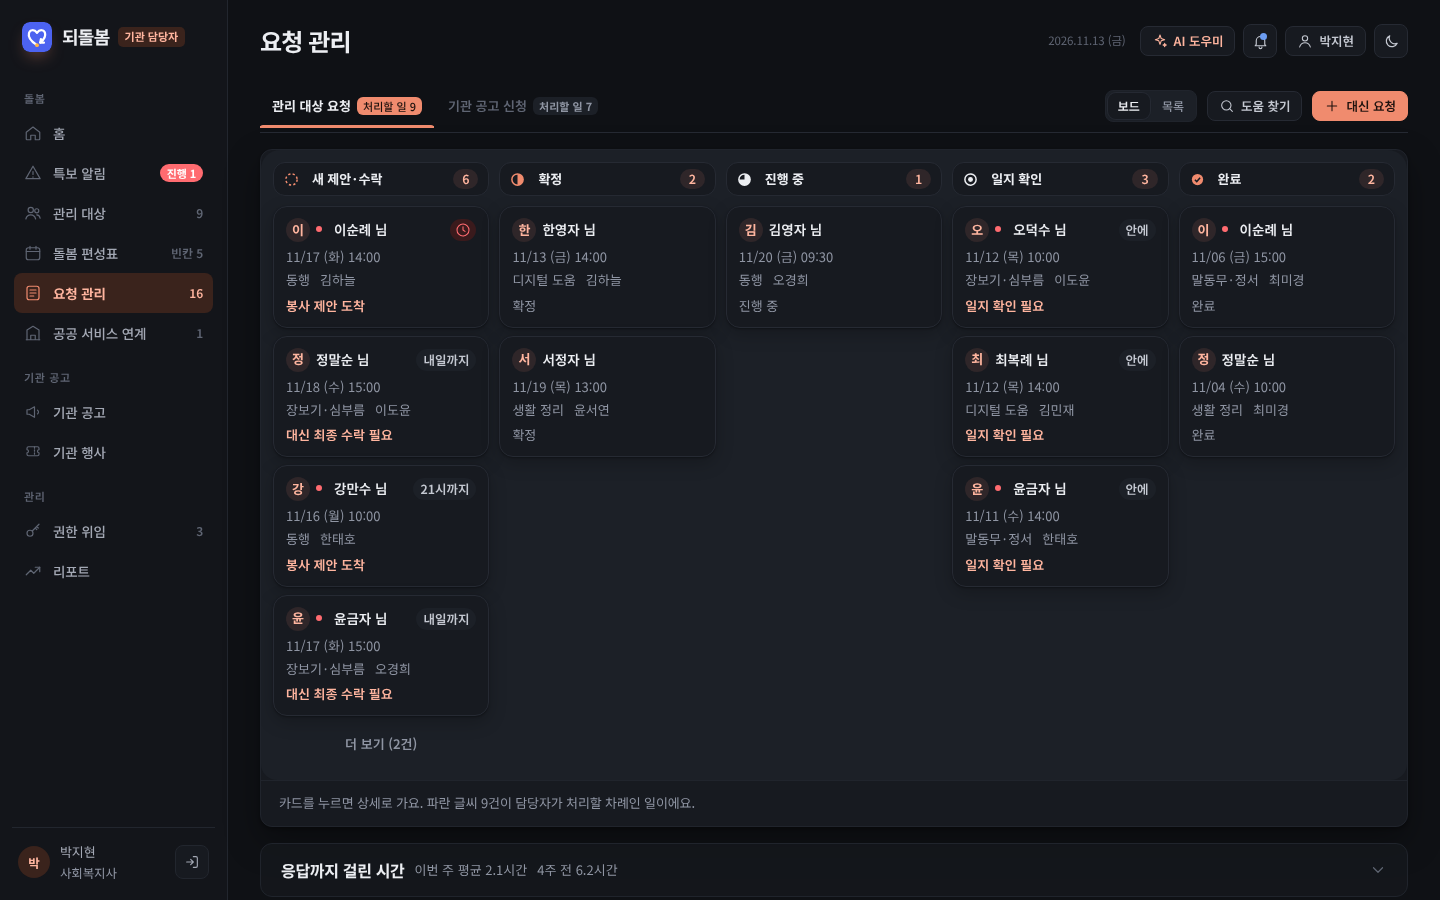 되돌봄 기관 담당자
돌봄
홈
특보 알림 진행 1
관리 대상 9
돌봄 편성표 빈칸 5
요청 관리 16
공공 서비스 연계 1
기관 공고
기관 공고
기관 행사
관리
권한 위임 3
리포트
박 박지현
사회복지사
요청 관리
2026.11.13 (금) AI 도우미 박지현
관리 대상 요청 처리할 일 9 기관 공고 신청 처리할 일 7
보드 목록 도움 찾기 대신 요청
새 제안·수락 6
이 이순례 님
11/17 (화) 14:00
동행 김하늘
봉사 제안 도착
정 정말순 님 내일까지
11/18 (수) 15:00
장보기·심부름 이도윤
대신 최종 수락 필요
강 강만수 님 21시까지
11/16 (월) 10:00
동행 한태호
봉사 제안 도착
윤 윤금자 님 내일까지
11/17 (화) 15:00
장보기·심부름 오경희
대신 최종 수락 필요
더 보기 (2건)
확정 2
한 한영자 님
11/13 (금) 14:00
디지털 도움 김하늘
확정
서 서정자 님
11/19 (목) 13:00
생활 정리 윤서연
확정
진행 중 1
김 김영자 님
11/20 (금) 09:30
동행 오경희
진행 중
일지 확인 3
오 오덕수 님 안에
11/12 (목) 10:00
장보기·심부름 이도윤
일지 확인 필요
최 최복례 님 안에
11/12 (목) 14:00
디지털 도움 김민재
일지 확인 필요
윤 윤금자 님 안에
11/11 (수) 14:00
말동무·정서 한태호
일지 확인 필요
완료 2
이 이순례 님
11/06 (금) 15:00
말동무·정서 최미경
완료
정 정말순 님
11/04 (수) 10:00
생활 정리 최미경
완료
카드를 누르면 상세로 가요. 파란 글씨 9건이 담당자가 처리할 차례인 일이에요.
응답까지 걸린 시간 이번 주 평균 2.1시간 4주 전 6.2시간